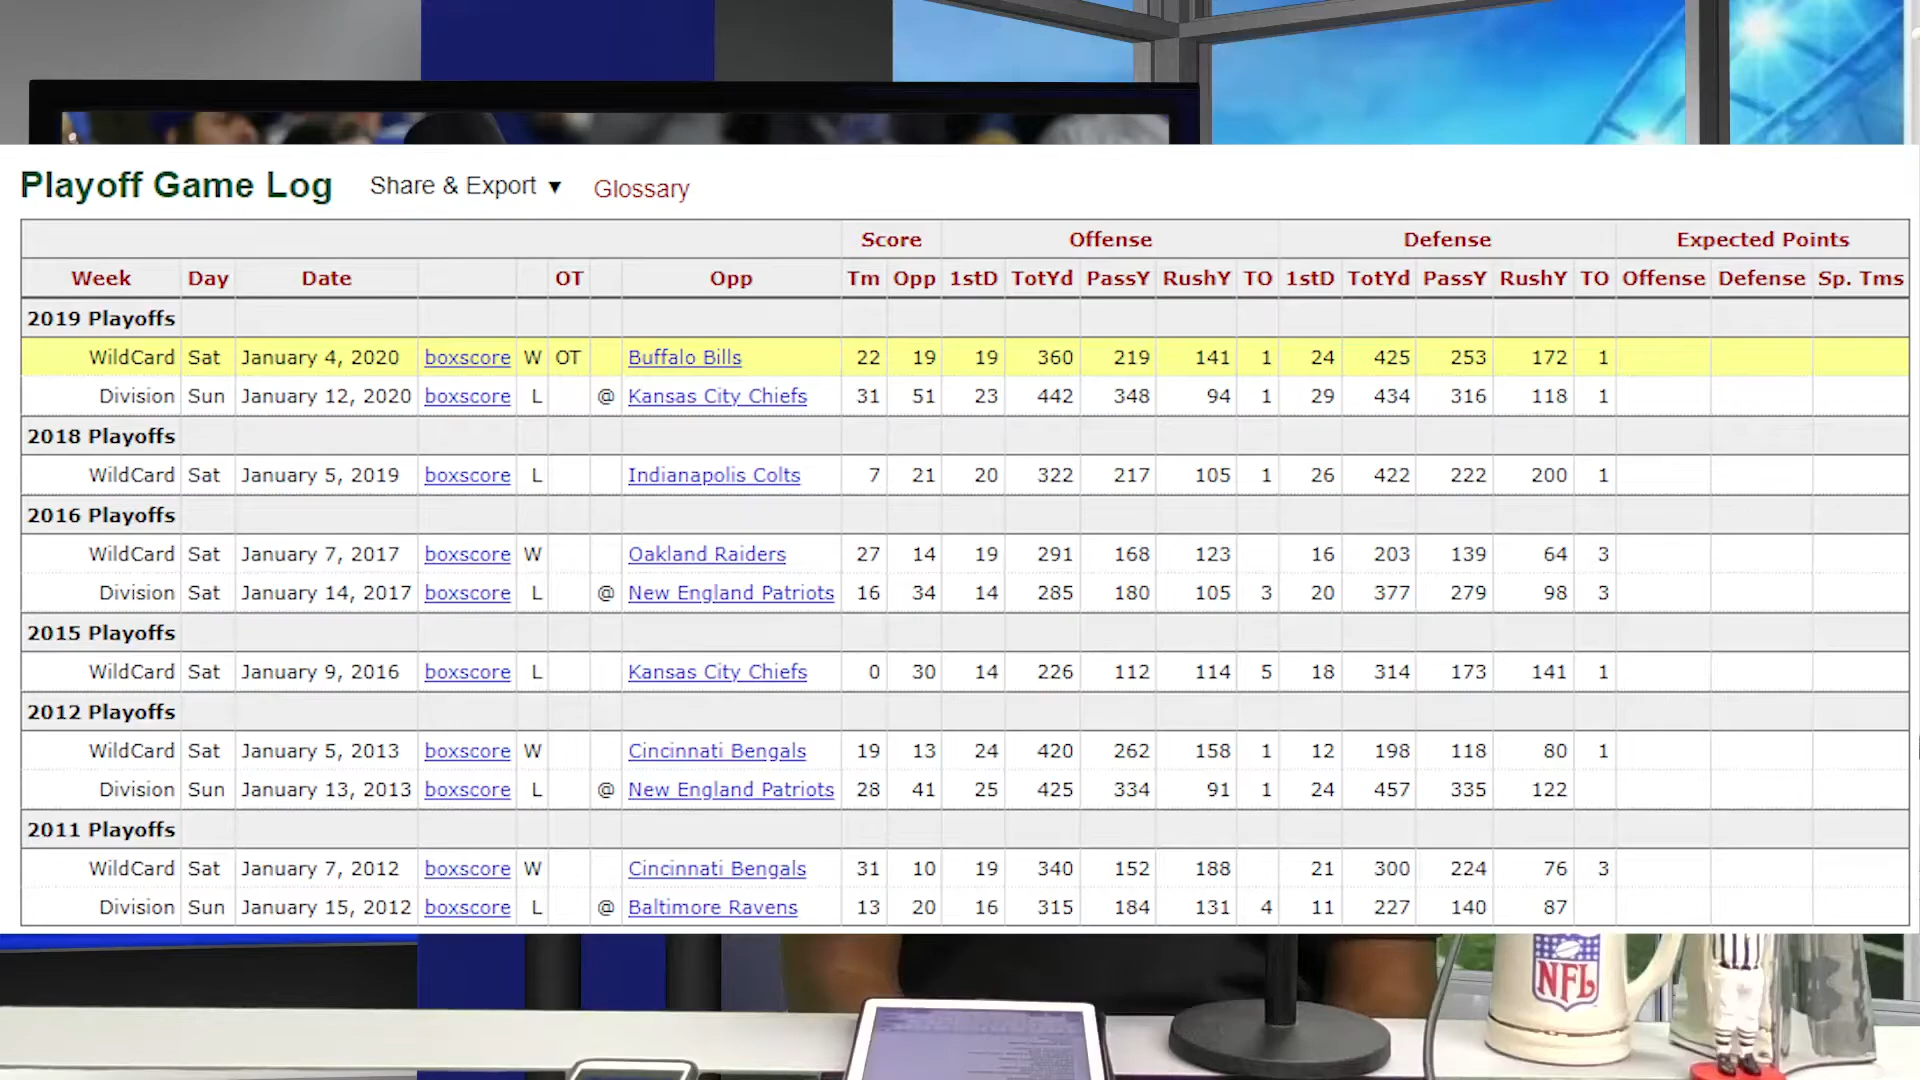 Playoff Game Log Share & Export ▼ Glossary
Score Offense Defense Expected Points
Week Day Date OT Opp Tm Opp 1stD TotYd PassY RushY TO 1stD TotYd PassY RushY TO Offense Defense Sp. Tms
2019 Playoffs
WildCard Sat January 4, 2020 boxscore W OT Buffalo Bills 22 19 19 360 219 141 1 24 425 253 172 1
Division Sun January 12, 2020 boxscore L @ Kansas City Chiefs 31 51 23 442 348 94 1 29 434 316 118 1
2018 Playoffs
WildCard Sat January 5, 2019 boxscore L Indianapolis Colts 7 21 20 322 217 105 1 26 422 222 200 1
2016 Playoffs
WildCard Sat January 7, 2017 boxscore W Oakland Raiders 27 14 19 291 168 123 16 203 139 64 3
Division Sat January 14, 2017 boxscore L @ New England Patriots 16 34 14 285 180 105 3 20 377 279 98 3
2015 Playoffs
WildCard Sat January 9, 2016 boxscore L Kansas City Chiefs 0 30 14 226 112 114 5 18 314 173 141 1
2012 Playoffs
WildCard Sat January 5, 2013 boxscore W Cincinnati Bengals 19 13 24 420 262 158 1 12 198 118 80 1
Division Sun January 13, 2013 boxscore L @ New England Patriots 28 41 25 425 334 91 1 24 457 335 122
2011 Playoffs
WildCard Sat January 7, 2012 boxscore W Cincinnati Bengals 31 10 19 340 152 188 21 300 224 76 3
Division Sun January 15, 2012 boxscore L @ Baltimore Ravens 13 20 16 315 184 131 4 11 227 140 87
NFL